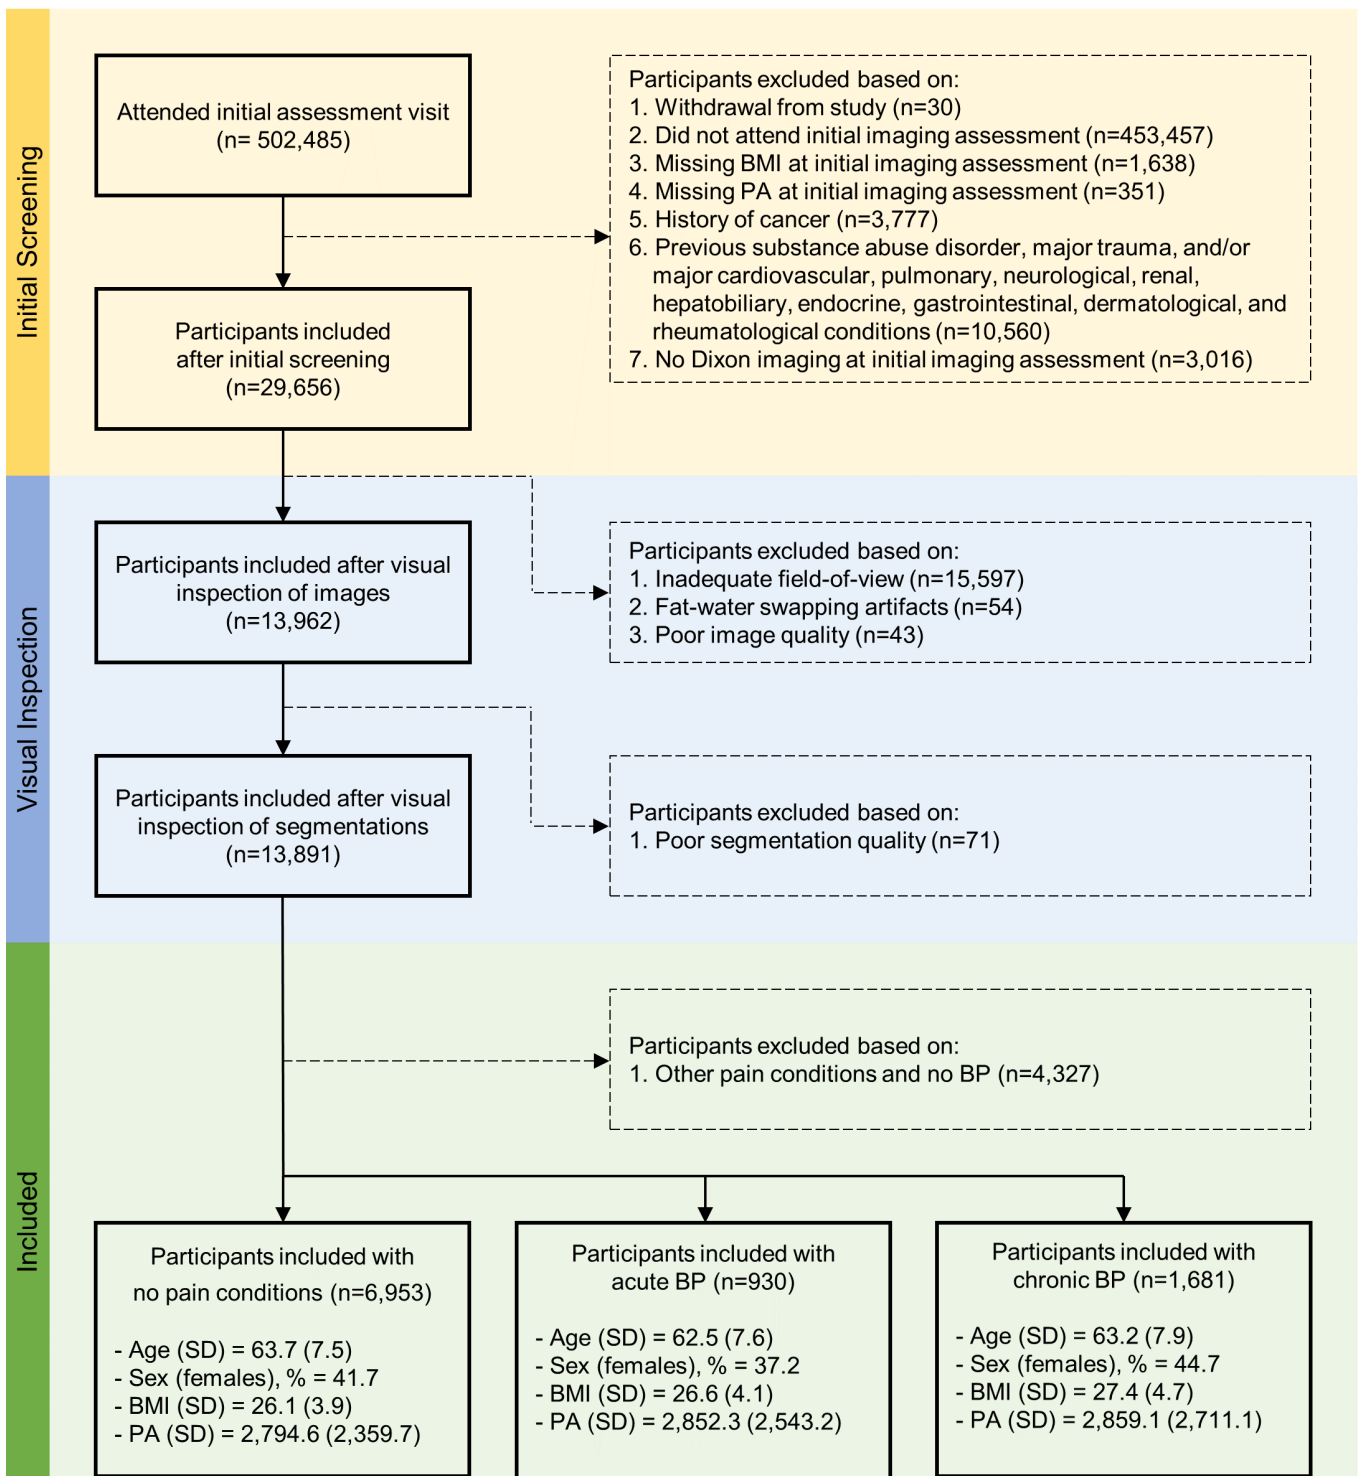 Initial Screening
Attended initial assessment visit
(n= 502,485)
Participants excluded based on:
1. Withdrawal from study (n=30)
2. Did not attend initial imaging assessment (n=453,457)
3. Missing BMI at initial imaging assessment (n=1,638)
4. Missing PA at initial imaging assessment (n=351)
5. History of cancer (n=3,777)
6. Previous substance abuse disorder, major trauma, and/or
major cardiovascular, pulmonary, neurological, renal,
hepatobiliary, endocrine, gastrointestinal, dermatological, and
rheumatological conditions (n=10,560)
7. No Dixon imaging at initial imaging assessment (n=3,016)
Participants included
after initial screening
(n=29,656)
Visual Inspection
Participants included after visual
inspection of images
(n=13,962)
Participants excluded based on:
1. Inadequate field-of-view (n=15,597)
2. Fat-water swapping artifacts (n=54)
3. Poor image quality (n=43)
Participants included after visual
inspection of segmentations
(n=13,891)
Participants excluded based on:
1. Poor segmentation quality (n=71)
Included
Participants excluded based on:
1. Other pain conditions and no BP (n=4,327)
Participants included with
no pain conditions (n=6,953)
- Age (SD) = 63.7 (7.5)
- Sex (females), % = 41.7
- BMI (SD) = 26.1 (3.9)
- PA (SD) = 2,794.6 (2,359.7)
Participants included with
acute BP (n=930)
- Age (SD) = 62.5 (7.6)
- Sex (females), % = 37.2
- BMI (SD) = 26.6 (4.1)
- PA (SD) = 2,852.3 (2,543.2)
Participants included with
chronic BP (n=1,681)
- Age (SD) = 63.2 (7.9)
- Sex (females), % = 44.7
- BMI (SD) = 27.4 (4.7)
- PA (SD) = 2,859.1 (2,711.1)